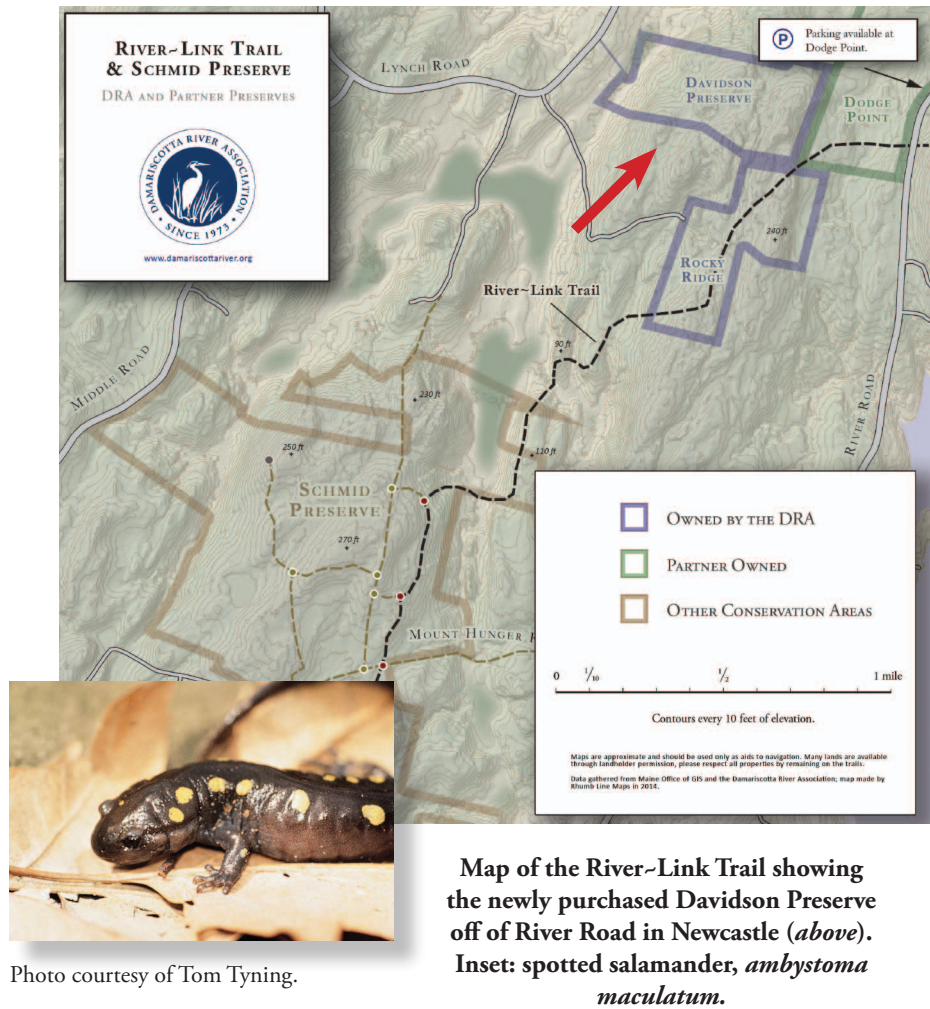 RIVER~LINK TRAIL
& SCHMID PRESERVE
DRA AND PARTNER PRESERVES
DAMARISCOTTA RIVER ASSOCIATION
• SINCE 1973 •
www.damariscottariver.org
P
Parking available at
Dodge Point.
LYNCH ROAD
DAVIDSON
PRESERVE
DODGE
POINT
240 ft
ROCKY
RIDGE
River~Link Trail
90 ft
MIDDLE ROAD
RIVER ROAD
230 ft
250 ft
110 ft
SCHMID
PRESERVE
270 ft
MOUNT HUNGER R
OWNED BY THE DRA
PARTNER OWNED
OTHER CONSERVATION AREAS
0 1/10 1/2 1 mile
Contours every 10 feet of elevation.
Maps are approximate and should be used only as aids to navigation. Many lands are available
through landholder permission, please respect all properties by remaining on the trails.
Data gathered from Maine Office of GIS and the Damariscotta River Association; map made by
Rhumb Line Maps in 2014.
Map of the River~Link Trail showing
the newly purchased Davidson Preserve
off of River Road in Newcastle (above).
Inset: spotted salamander, ambystoma
maculatum.
Photo courtesy of Tom Tyning.